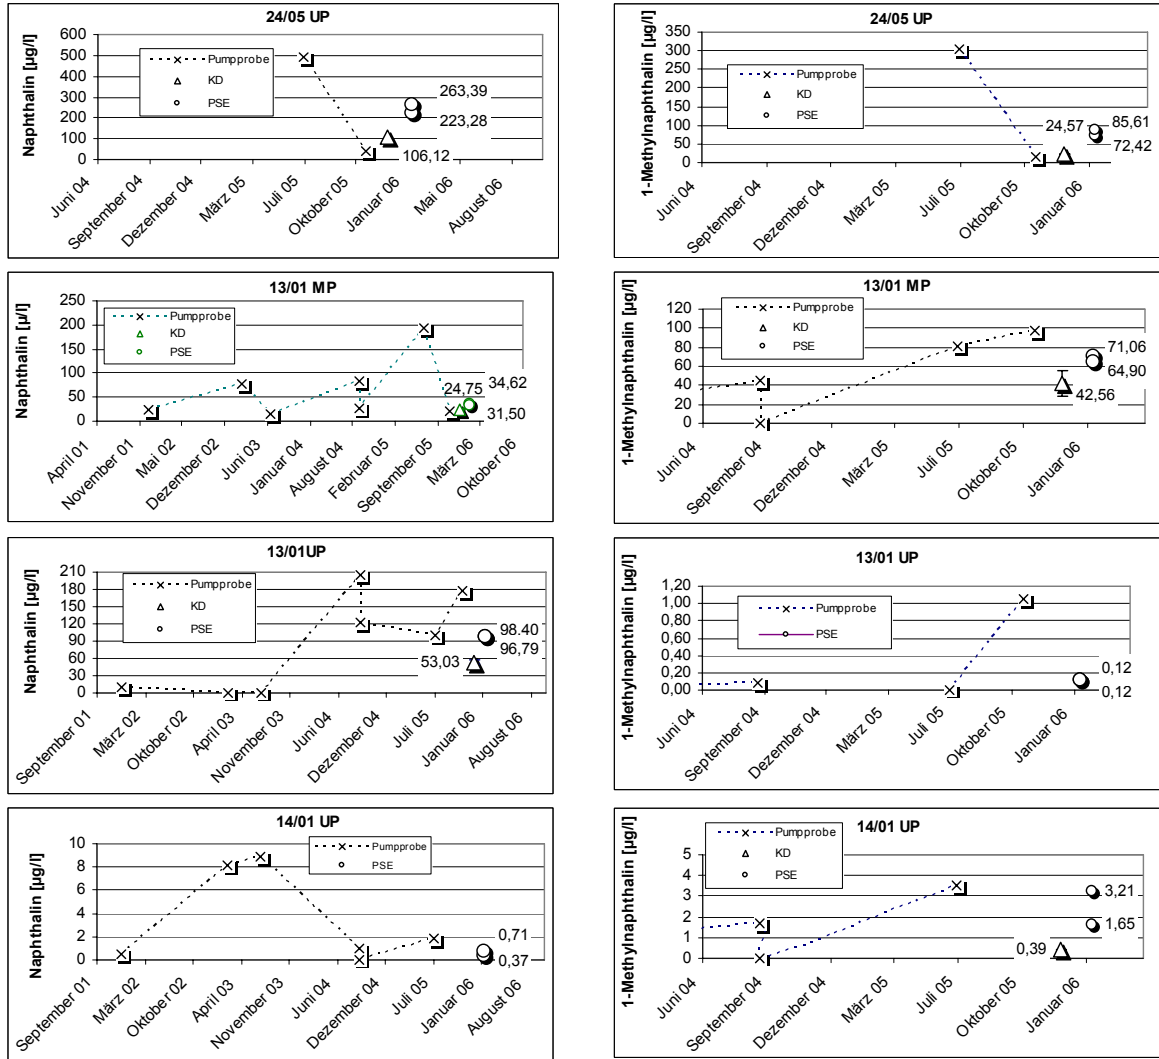 24/05 UP
Naphthalin [µg/l]
600
500
400
300
200
100
0
Pumpprobe
KD
PSE
263,39
223,28
106,12
Juni 04
September 04
Dezember 04
März 05
Juli 05
Oktober 05
Januar 06
Mai 06
August 06
24/05 UP
1-Methylnaphthalin [µg/l]
350
300
250
200
150
100
50
0
Pumpprobe
KD
PSE
24,57
85,61
72,42
Juni 04
September 04
Dezember 04
März 05
Juli 05
Oktober 05
Januar 06
13/01 MP
Naphthalin [µ/l]
250
200
150
100
50
0
Pumpprobe
KD
PSE
24,75
34,62
31,50
April 01
November 01
Mai 02
Dezember 02
Juni 03
Januar 04
August 04
Februar 05
September 05
März 06
Oktober 06
13/01 MP
1-Methylnaphthalin [µg/l]
120
100
80
60
40
20
0
Pumpprobe
KD
PSE
71,06
64,90
42,56
Juni 04
September 04
Dezember 04
März 05
Juli 05
Oktober 05
Januar 06
13/01UP
Naphthalin [µg/l]
210
180
150
120
90
60
30
0
Pumpprobe
KD
PSE
98.40
96,79
53,03
September 01
März 02
Oktober 02
April 03
November 03
Juni 04
Dezember 04
Juli 05
Januar 06
August 06
13/01 UP
1-Methylnaphthalin [µg/l]
1,20
1,00
0,80
0,60
0,40
0,20
0,00
Pumpprobe
PSE
0,12
0,12
Juni 04
September 04
Dezember 04
März 05
Juli 05
Oktober 05
Januar 06
14/01 UP
Naphthalin [µg/l]
10
8
6
4
2
0
Pumpprobe
PSE
0,71
0,37
September 01
März 02
Oktober 02
April 03
November 03
Juni 04
Dezember 04
Juli 05
Januar 06
August 06
14/01 UP
1-Methylnaphthalin [µg/l]
5
4
3
2
1
0
Pumpprobe
KD
PSE
3,21
1,65
0,39
Juni 04
September 04
Dezember 04
März 05
Juli 05
Oktober 05
Januar 06